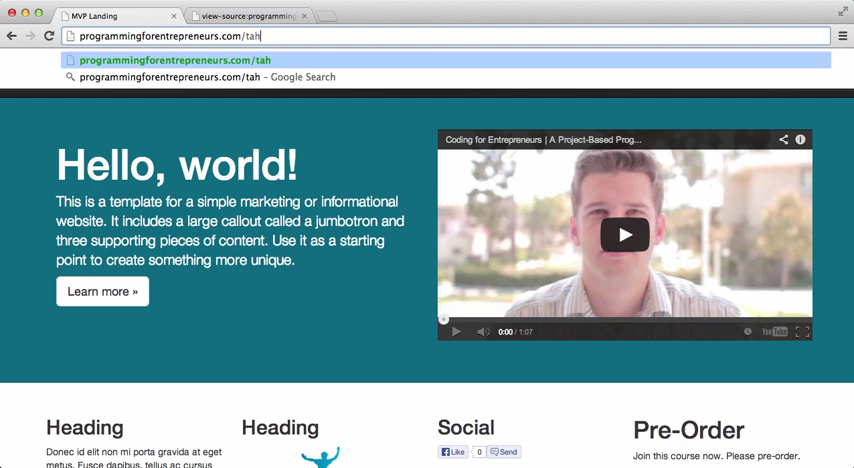 MVP Landing
view-source:programming
programmingforentrepreneurs.com/tah
programmingforentrepreneurs.com/tah
programmingforentrepreneurs.com/tah – Google Search
Hello, world!
This is a template for a simple marketing or informational
website. It includes a large callout called a jumbotron and
three supporting pieces of content. Use it as a starting
point to create something more unique.
Learn more »
Coding for Entrepreneurs | A Project-Based Prog...
0:00 / 1:07
YouTube
Heading
Donec id elit non mi porta gravida at eget
metus. Fusce dapibus, tellus ac cursus
Heading
Social
Like
0
Send
Pre-Order
Join this course now. Please pre-order.